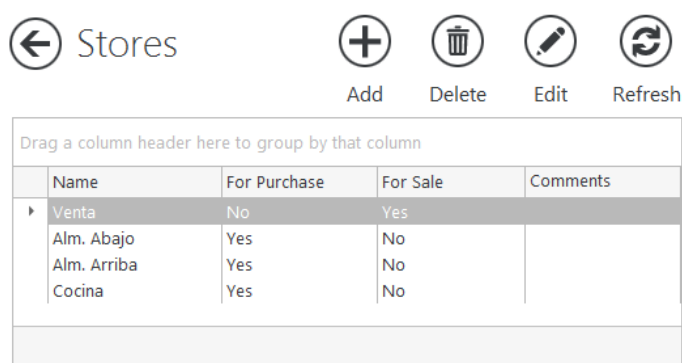 Stores
Add Delete Edit Refresh
Drag a column header here to group by that column
Name For Purchase For Sale Comments
Venta No Yes
Alm. Abajo Yes No
Alm. Arriba Yes No
Cocina Yes No